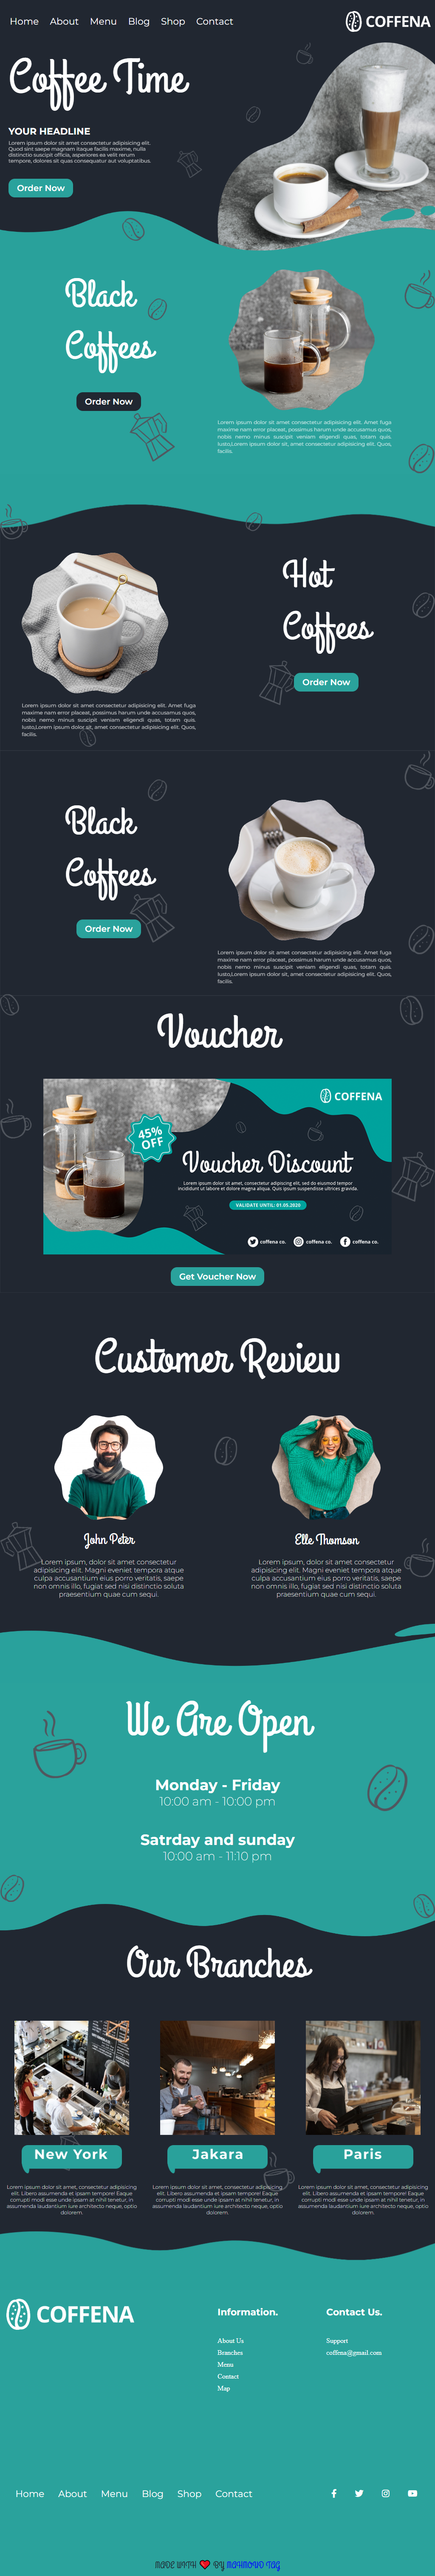 Home About Menu Blog Shop Contact
COFFENA
Coffee Time
YOUR HEADLINE
Lorem ipsum dolor sit amet consectetur adipisicing elit.
Quod sint saepe magnam itaque facilis maxime, nulla
distinctio suscipit officia, asperiores ae velit rerum
tempore, dolores sit quas consequatur aut voluptatibus.
Order Now
Black
Coffees
Order Now
Lorem ipsum dolor sit amet consectetur adipisicing elit. Amet fuga
maxime nam error placeat, possimus harum unde accusamus quos,
nobis nemo minus suscipit veniam eligendi quas, totam quis.
Iusto,Lorem ipsum dolor sit, amet consectetur adipisicing elit. Quos,
facilis.
Hot
Coffees
Order Now
Lorem ipsum dolor sit amet consectetur adipisicing elit. Amet fuga
maxime nam error placeat, possimus harum unde accusamus quos,
nobis nemo minus suscipit veniam eligendi quas, totam quis.
Iusto,Lorem ipsum dolor sit, amet consectetur adipisicing elit. Quos,
facilis.
Black
Coffees
Order Now
Lorem ipsum dolor sit amet consectetur adipisicing elit. Amet fuga
maxime nam error placeat, possimus harum unde accusamus quos,
nobis nemo minus suscipit veniam eligendi quas, totam quis.
Iusto,Lorem ipsum dolor sit, amet consectetur adipisicing elit. Quos,
facilis.
Voucher
COFFENA
45%
OFF
Voucher Discount
Lorem ipsum dolor sit amet, consectetur adipiscing elit, sed do eiusmod tempor
incididunt ut labore et dolore magna aliqua. Quis ipsum suspendisse ultrices gravida.
VALIDATE UNTIL: 01.05.2020
coffena co. coffena co. coffena co.
Get Voucher Now
Customer Review
John Peter
Lorem ipsum, dolor sit amet consectetur
adipisicing elit. Magni eveniet tempora atque
culpa accusantium eius porro veritatis, saepe
non omnis illo, fugiat sed nisi distinctio soluta
praesentium quae cum sequi.
Elle Thomson
Lorem ipsum, dolor sit amet consectetur
adipisicing elit. Magni eveniet tempora atque
culpa accusantium eius porro veritatis, saepe
non omnis illo, fugiat sed nisi distinctio soluta
praesentium quae cum sequi.
We Are Open
Monday - Friday
10:00 am - 10:00 pm
Satrday and sunday
10:00 am - 11:10 pm
Our Branches
New York
Lorem ipsum dolor sit amet, consectetur adipisicing
elit. Libero assumenda et ipsam tempore! Eaque
corrupti modi esse unde ipsam at nihil tenetur, in
assumenda laudantium iure architecto neque, optio
dolorem.
Jakara
Lorem ipsum dolor sit amet, consectetur adipisicing
elit. Libero assumenda et ipsam tempore! Eaque
corrupti modi esse unde ipsam at nihil tenetur, in
assumenda laudantium iure architecto neque, optio
dolorem.
Paris
Lorem ipsum dolor sit amet, consectetur adipisicing
elit. Libero assumenda et ipsam tempore! Eaque
corrupti modi esse unde ipsam at nihil tenetur, in
assumenda laudantium iure architecto neque, optio
dolorem.
COFFENA
Information.
About Us
Branches
Menu
Contact
Map
Contact Us.
Support
coffena@gmail.com
Home About Menu Blog Shop Contact
MADE WITH BY MAHMOUD TAG